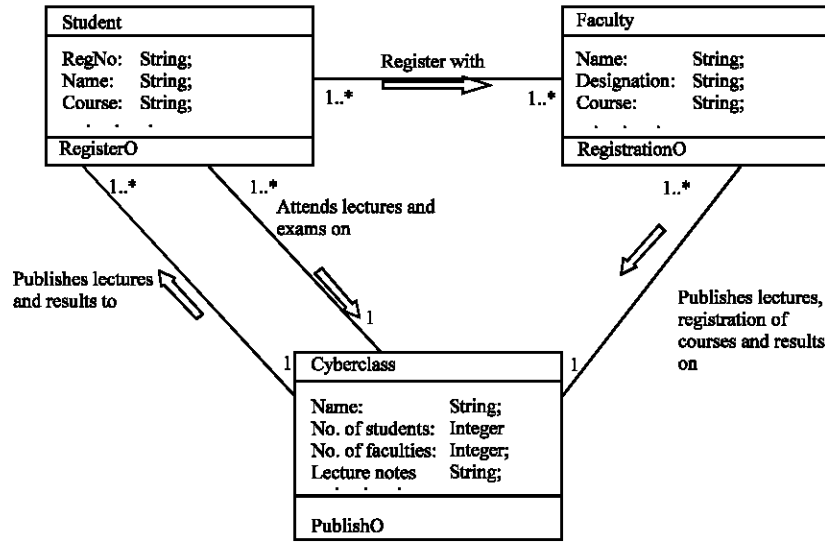 Student
RegNo: String;
Name: String;
Course: String;
. . .
RegisterO
Register with
1..*
1..*
Faculty
Name: String;
Designation: String;
Course: String;
. . .
RegistrationO
1..*
1..*
1..*
Attends lectures and
exams on
Publishes lectures
and results to
Publishes lectures,
registration of
courses and results
on
1
1
1
Cyberclass
Name: String;
No. of students: Integer
No. of faculties: Integer;
Lecture notes String;
. . .
PublishO